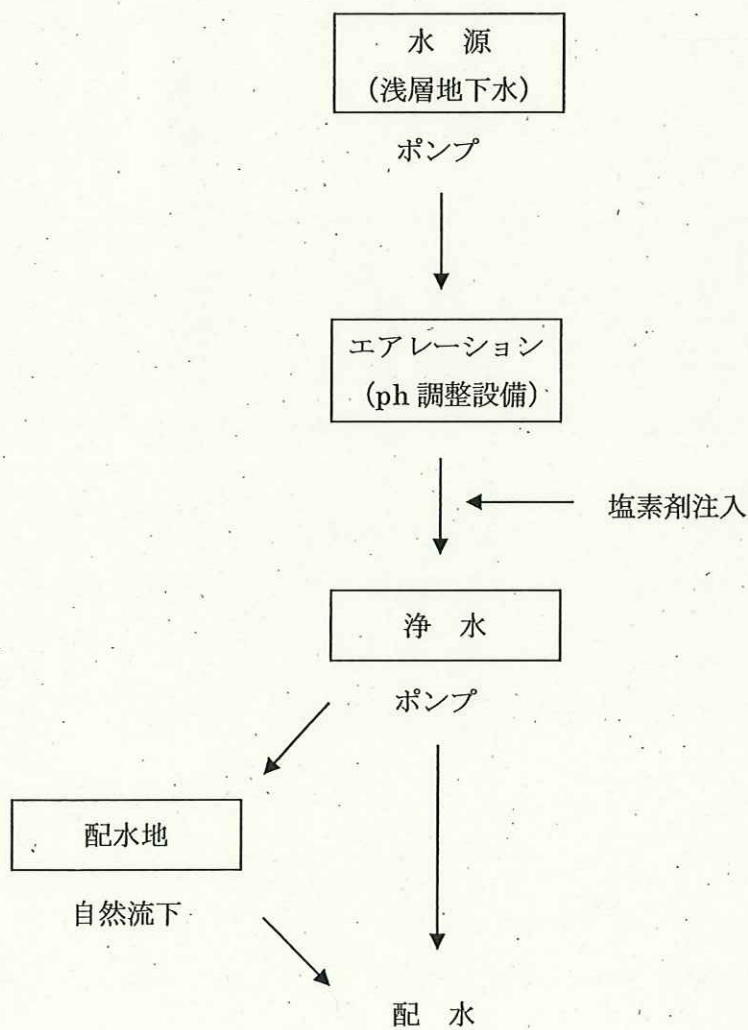 水 源
(浅層地下水)
ポンプ
エアレーション
(ph 調整設備)
塩素剤注入
浄 水
ポンプ
配水地
自然流下
配 水